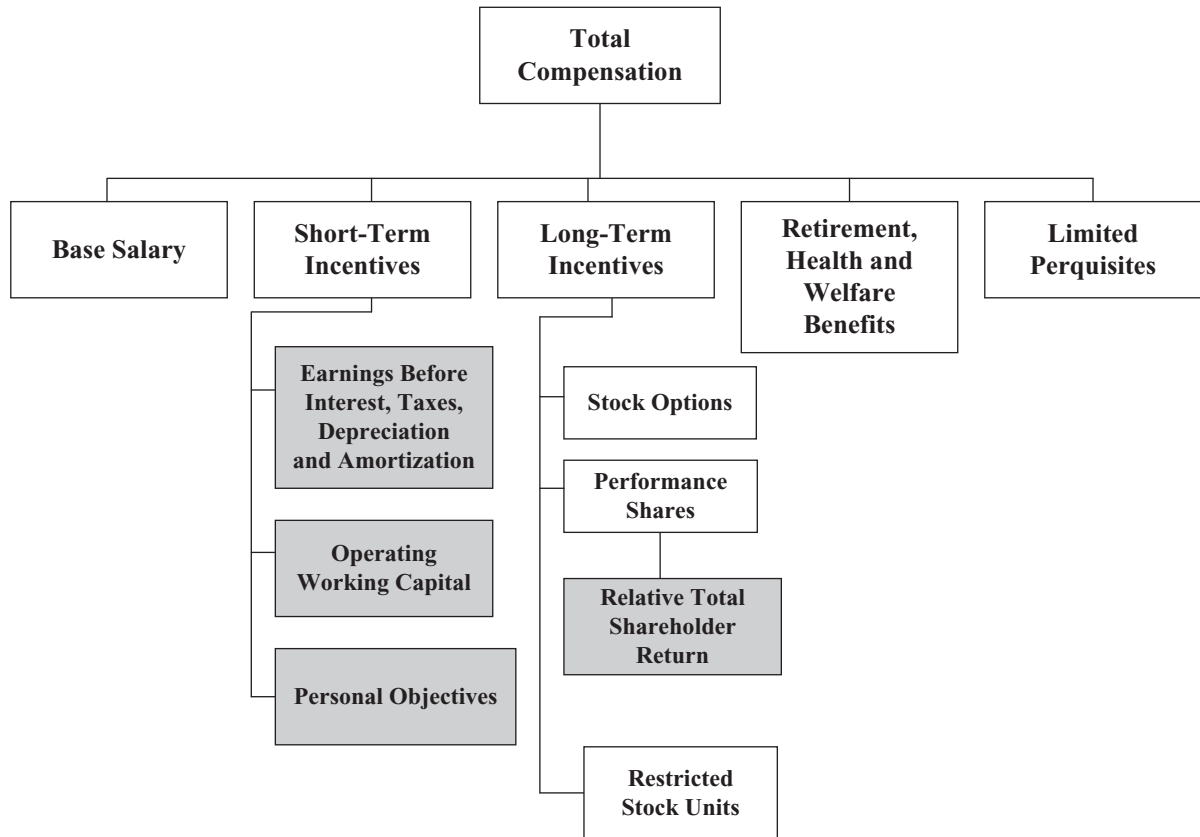 Total
Compensation
Base Salary
Short-Term
Incentives
Long-Term
Incentives
Retirement,
Health and
Welfare
Benefits
Limited
Perquisites
Earnings Before
Interest, Taxes,
Depreciation
and Amortization
Operating
Working Capital
Personal Objectives
Stock Options
Performance
Shares
Relative Total
Shareholder
Return
Restricted
Stock Units